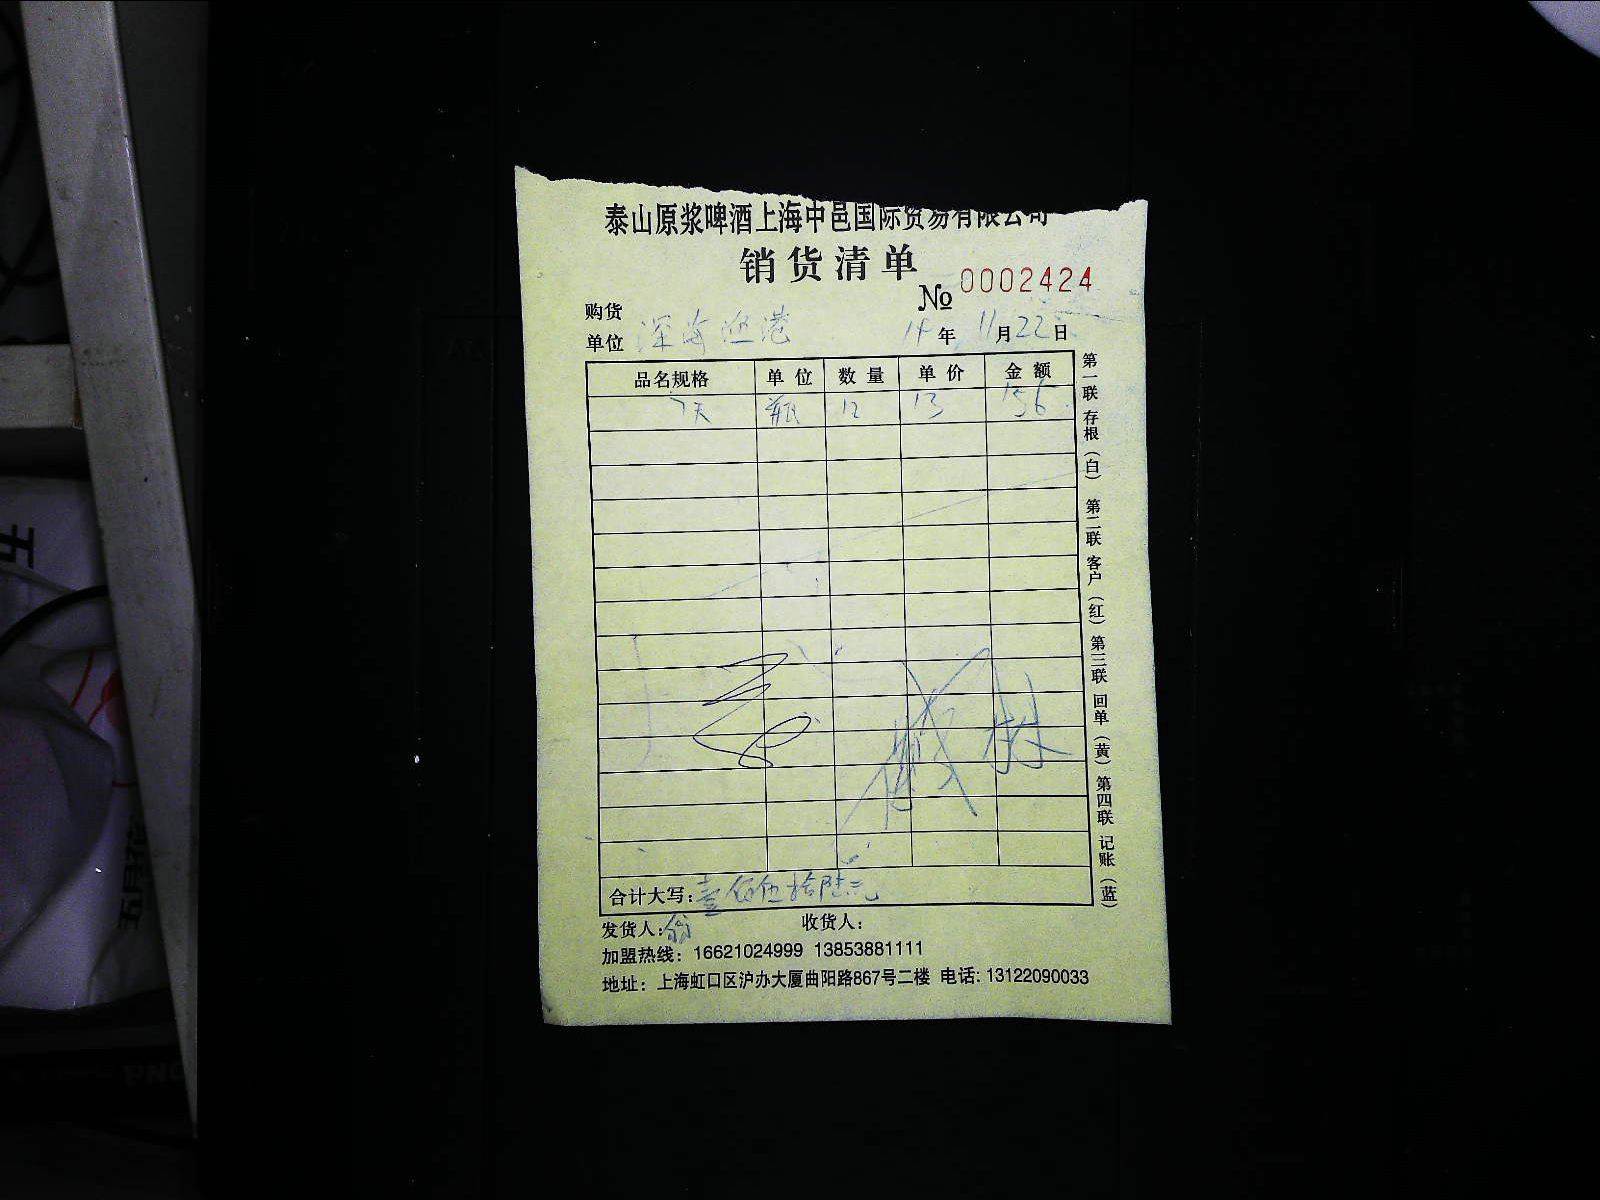 泰山原浆啤酒上海中邑国际贸易有限公司
销货清单
№ 0002424
购货
单位 深海渔港 年 11月22日
品名规格 单位 数量 单价 金额
7天 瓶 12 13 156
合计大写：壹佰伍拾陆元
发货人： 收货人：
加盟热线：16621024999 13853881111
地址：上海虹口区沪办大厦曲阳路867号二楼 电话：13122090033
第一联 存根（白） 第二联 客户（红） 第三联 回单（黄） 第四联 记账（蓝）
五